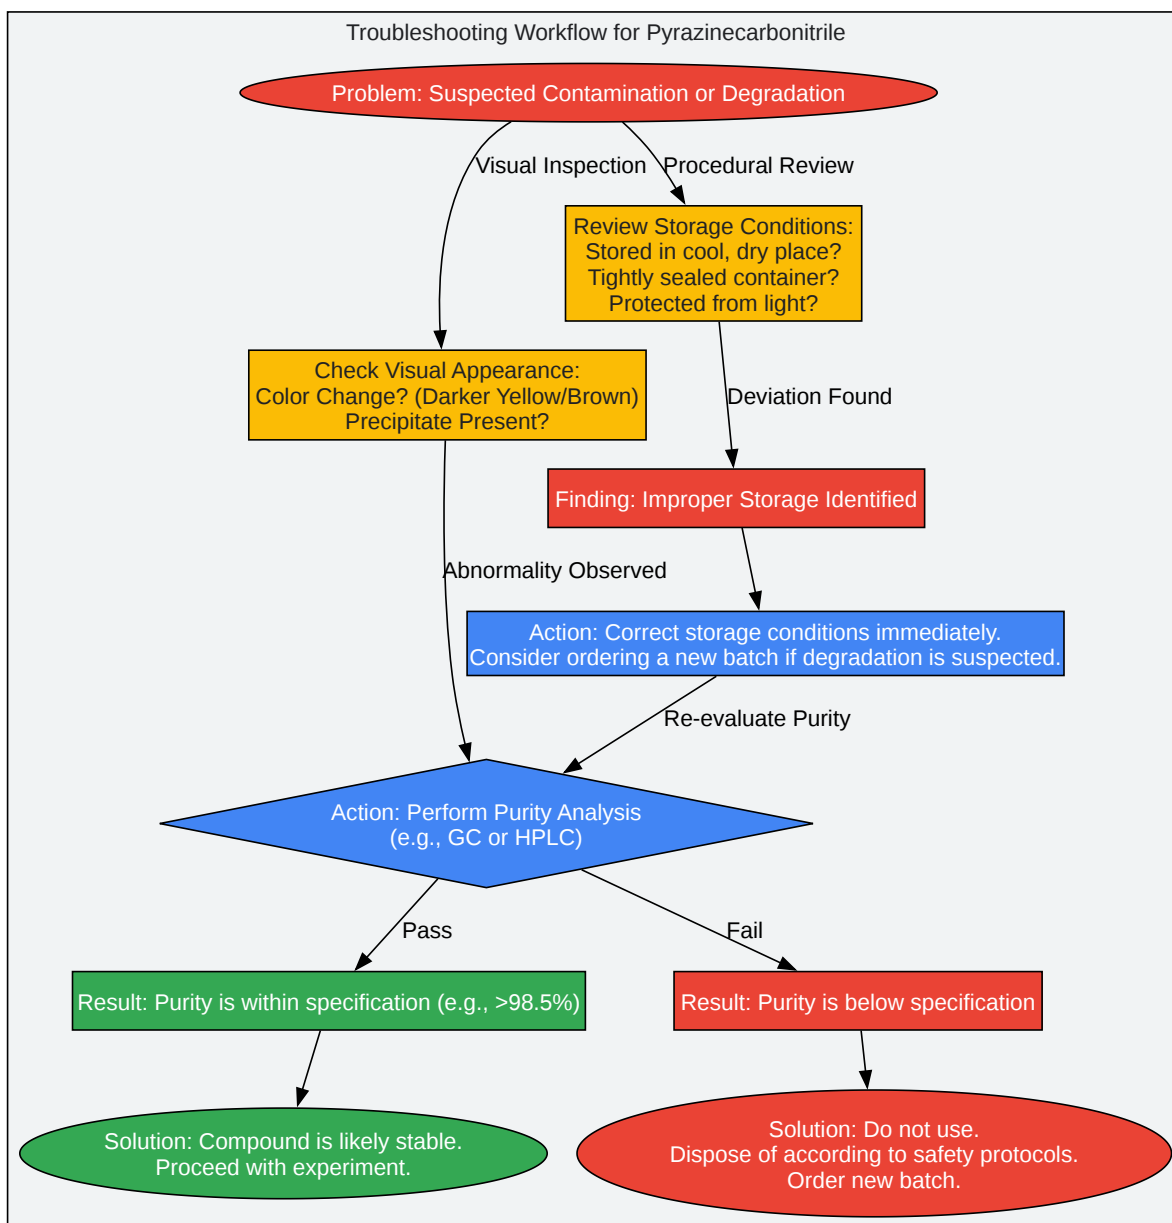 Troubleshooting Workflow for Pyrazinecarbonitrile
Problem: Suspected Contamination or Degradation
Visual Inspection
Procedural Review
Review Storage Conditions:
Stored in cool, dry place?
Tightly sealed container?
Protected from light?
Check Visual Appearance:
Color Change? (Darker Yellow/Brown)
Precipitate Present?
Deviation Found
Finding: Improper Storage Identified
Abnormality Observed
Action: Correct storage conditions immediately.
Consider ordering a new batch if degradation is suspected.
Re-evaluate Purity
Action: Perform Purity Analysis
(e.g., GC or HPLC)
Pass
Fail
Result: Purity is within specification (e.g., >98.5%)
Result: Purity is below specification
Solution: Compound is likely stable.
Proceed with experiment.
Solution: Do not use.
Dispose of according to safety protocols.
Order new batch.